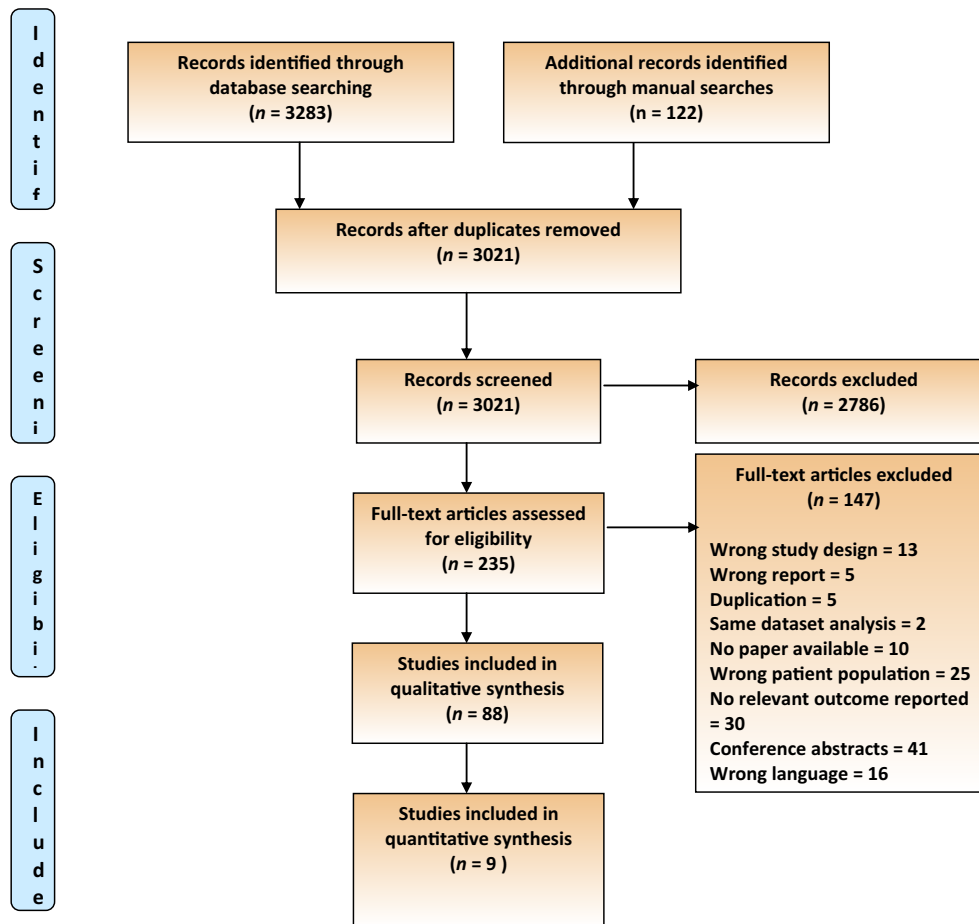 Identif
Records identified through
database searching
(n = 3283)
Additional records identified
through manual searches
(n = 122)
Records after duplicates removed
(n = 3021)
Screeni
Records screened
(n = 3021)
Records excluded
(n = 2786)
Eligibi
Full-text articles assessed
for eligibility
(n = 235)
Full-text articles excluded
(n = 147)
Wrong study design = 13
Wrong report = 5
Duplication = 5
Same dataset analysis = 2
No paper available = 10
Wrong patient population = 25
No relevant outcome reported
= 30
Conference abstracts = 41
Wrong language = 16
Studies included in
qualitative synthesis
(n = 88)
Include
Studies included in
quantitative synthesis
(n = 9 )